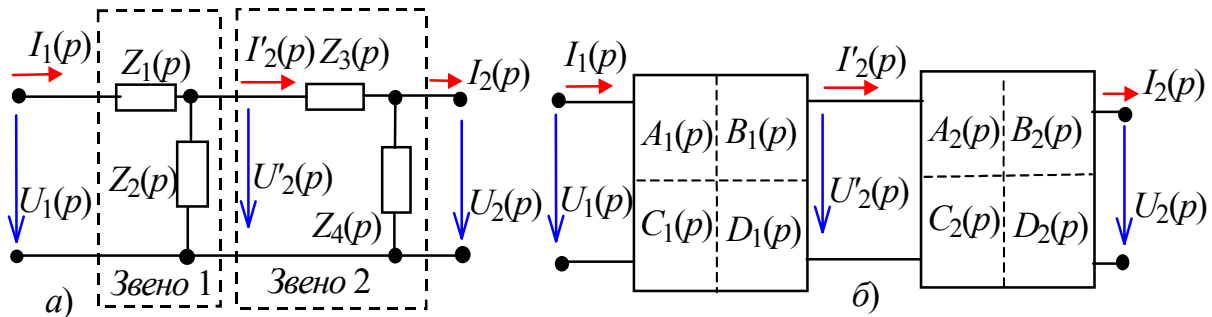 I₁(p) Z₁(p) I'₂(p) Z₃(p) I₂(p)
Z₂(p) U'₂(p) Z₄(p)
U₁(p) U₂(p)
Звено 1 Звено 2
а)
I₁(p) I'₂(p) I₂(p)
A₁(p) B₁(p) A₂(p) B₂(p)
U₁(p) U'₂(p) U₂(p)
C₁(p) D₁(p) C₂(p) D₂(p)
б)